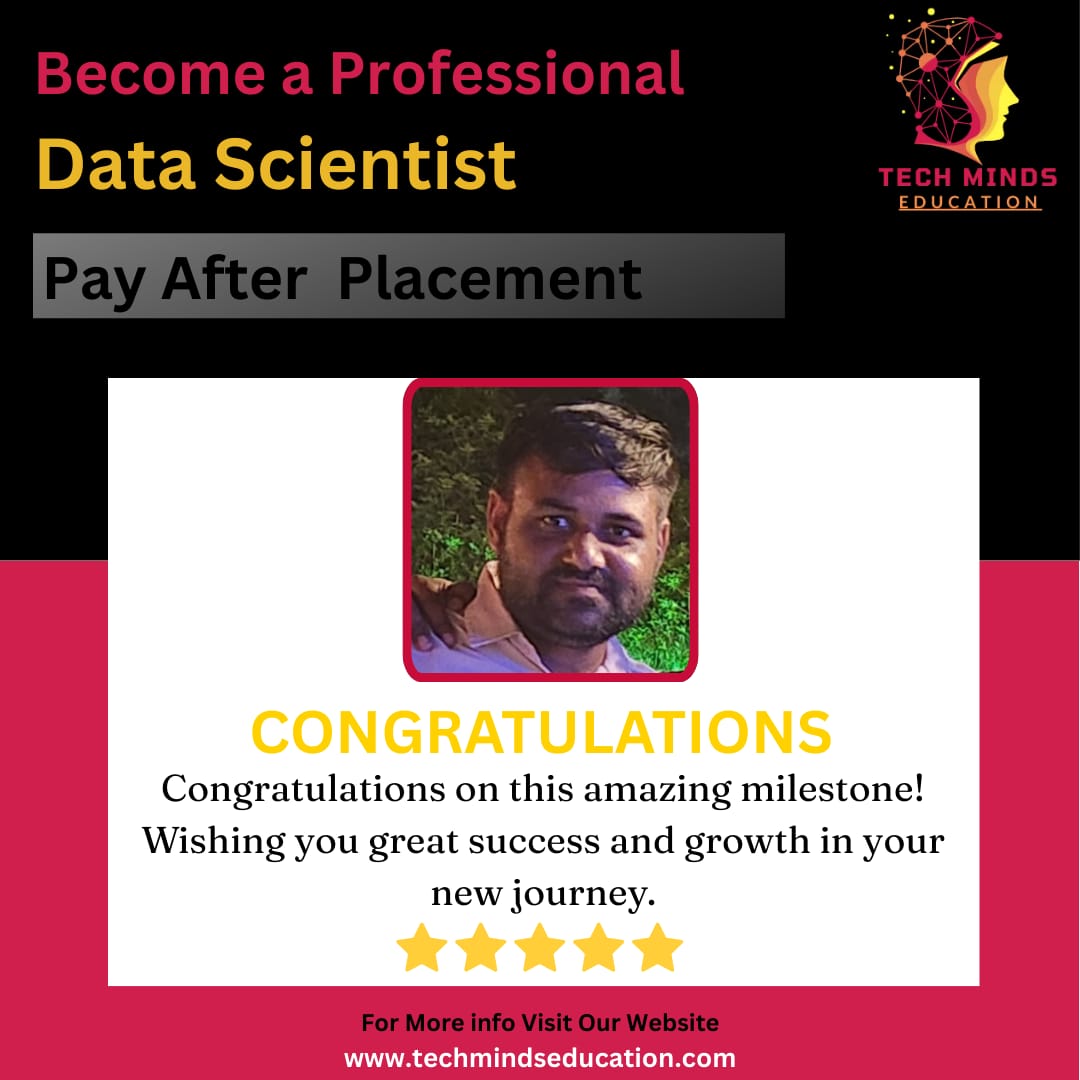 Become a Professional
Data Scientist
Pay After Placement
TECH MINDS
EDUCATION
CONGRATULATIONS
Congratulations on this amazing milestone!
Wishing you great success and growth in your
new journey.
For More info Visit Our Website
www.techmindseducation.com